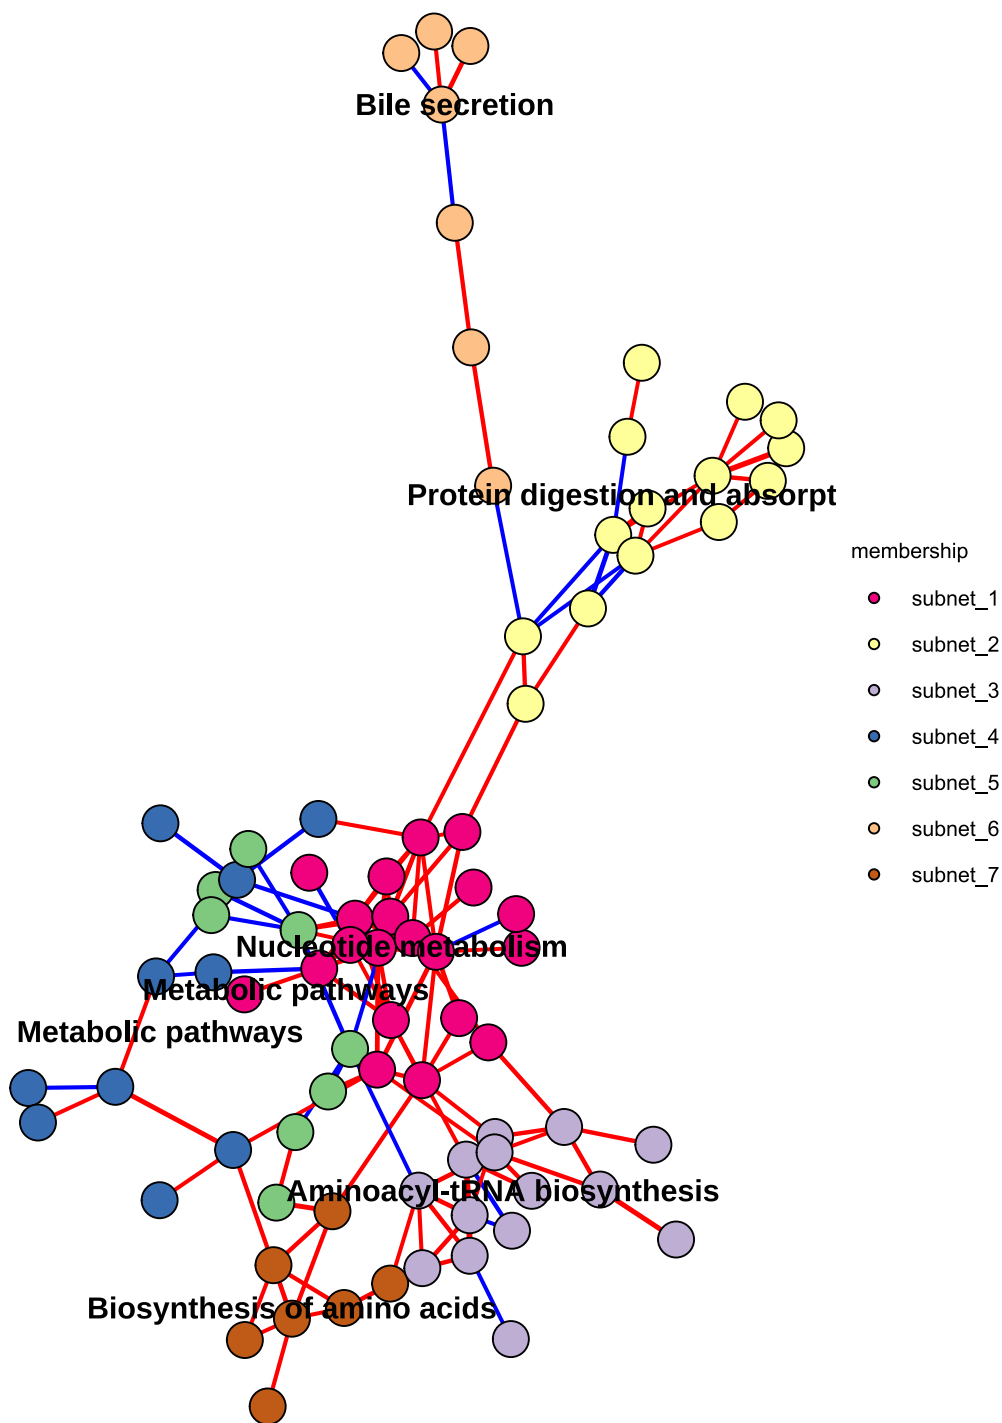 Bile secretion
Protein digestion and absorpt
membership
subnet_1
subnet_2
subnet_3
subnet_4
subnet_5
subnet_6
subnet_7
Nucleotide metabolism
Metabolic pathways
Metabolic pathways
Aminoacyl-tRNA biosynthesis
Biosynthesis of amino acids